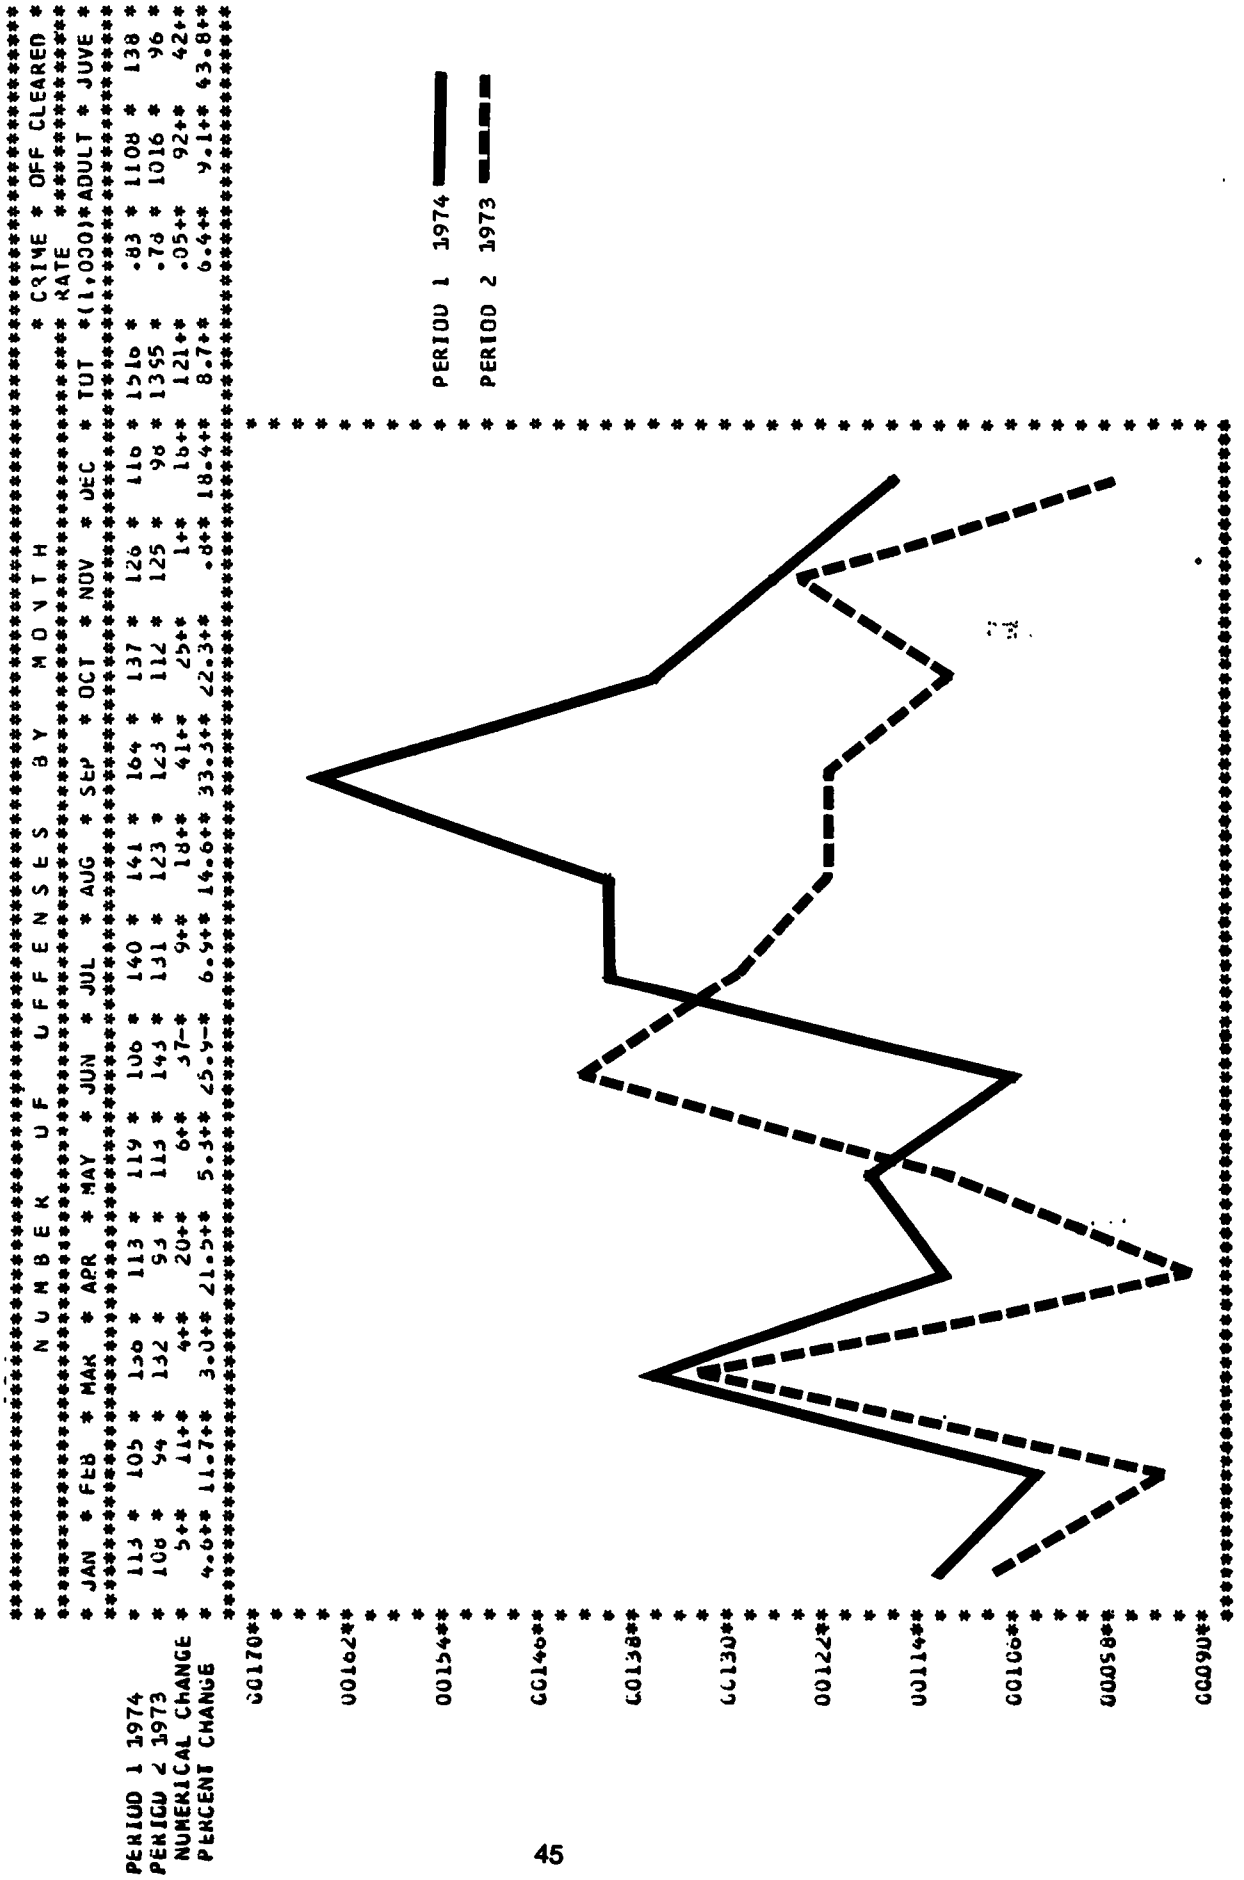 * N U M B E R O F O F F E N S E S B Y M O N T H * CRIME * OFF CLEARED *
RATE
* JAN * FEB * MAR * APR * MAY * JUN * JUL * AUG * SEP * OCT * NOV * DEC * TOT *(1,000)*ADULT * JUVE *
PERIOD 1 1974 * 113 * 105 * 136 * 113 * 119 * 106 * 140 * 141 * 164 * 137 * 126 * 116 * 1516 * .83 * 1108 * 138 *
PERIOD 2 1973 * 108 * 94 * 132 * 93 * 113 * 143 * 131 * 123 * 123 * 112 * 125 * 98 * 1395 * .78 * 1016 * 96 *
NUMERICAL CHANGE * 5+* 11+* 4+* 20+* 6+* 37-* 9+* 18+* 41+* 25+* 1+* 18+* 121+* .05+* 92+* 42+*
PERCENT CHANGE * 4.6+* 11.7+* 3.0+* 21.5+* 5.3+* 25.9-* 6.9+* 14.6+* 33.3+* 22.3+* .8+* 18.4+* 8.7+* 6.4+* 9.1+* 43.8+*
00170**
00162**
00154**
PERIOD 1 1974
PERIOD 2 1973
00146**
00138**
00130**
00122**
00114**
00106**
00098**
00090**
45